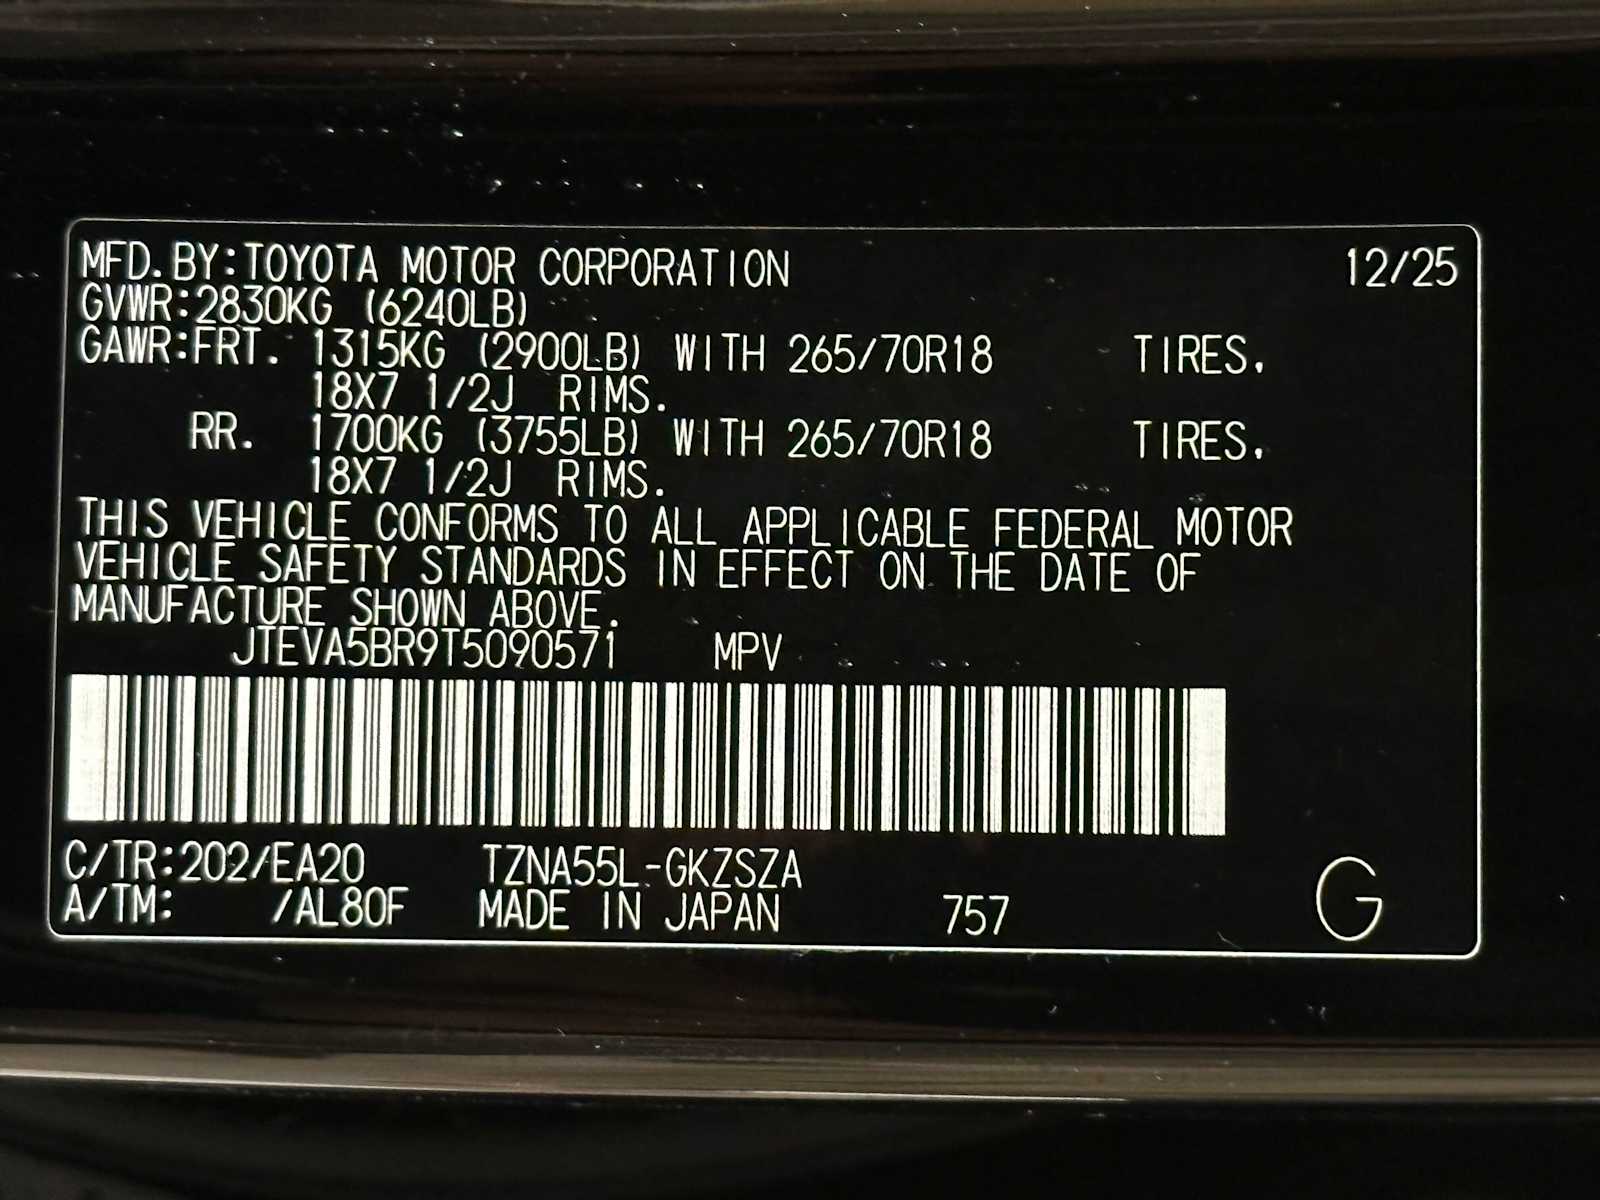 MFD.BY:TOYOTA MOTOR CORPORATION 12/25
GVWR:2830KG (6240LB)
GAWR:FRT. 1315KG (2900LB) WITH 265/70R18 TIRES.
18X7 1/2J RIMS.
RR. 1700KG (3755LB) WITH 265/70R18 TIRES.
18X7 1/2J RIMS.
THIS VEHICLE CONFORMS TO ALL APPLICABLE FEDERAL MOTOR
VEHICLE SAFETY STANDARDS IN EFFECT ON THE DATE OF
MANUFACTURE SHOWN ABOVE.
JTEVA5BR9T5090571 MPV
C/TR:202/EA20 TZNA55L-GKZSZA
A/TM: /AL80F MADE IN JAPAN 757 G